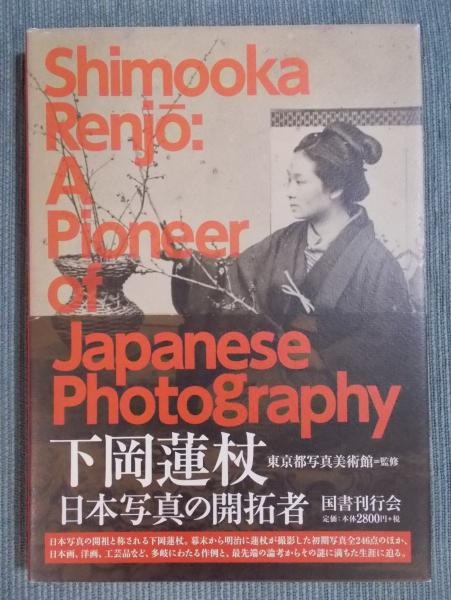 Shimooka
Renjō:
A
Pioneer
of
Japanese
Photography
下岡蓮杖 東京都写真美術館=監修
日本写真の開拓者 国書刊行会
定価:本体2800円+税
日本写真の開祖と称される下岡蓮杖。幕末から明治に蓮杖が撮影した初期写真全246点のほか、
日本画、洋画、工芸品など、多岐にわたる作例と、最先端の論考からその謎に満ちた生涯に迫る。